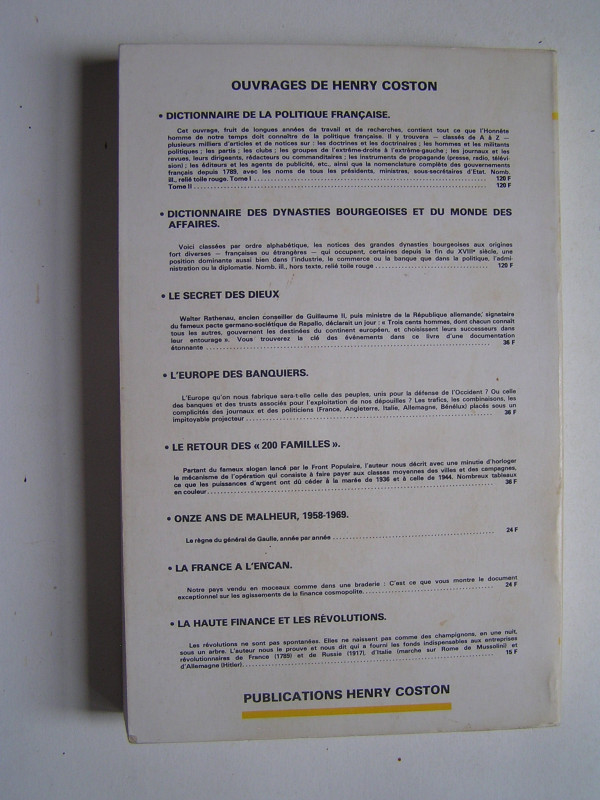 OUVRAGES DE HENRY COSTON
• DICTIONNAIRE DE LA POLITIQUE FRANÇAISE.
Cet ouvrage, fruit de longues années de travail et de recherches, contient tout ce que l'Honnête
homme de notre temps doit connaître de la politique française. Il y trouvera — classés de A à Z —
plusieurs milliers d'articles et de notices sur : les doctrines et les doctrinaires ; les hommes et les militants
politiques ; les partis ; les clubs ; les groupes de l'extrême-droite à l'extrême-gauche ; les journaux et les
revues, leurs dirigeants, rédacteurs ou commanditaires ; les instruments de propagande (presse, radio, télévi-
sion) ; les éditeurs et les agents de publicité, etc., ainsi que la nomenclature complète des gouvernements
français depuis 1789, avec les noms de tous les présidents, ministres, sous-secrétaires d'Etat. Nomb.
ill., relié toile rouge. Tome I ........ 120 F
Tome II ........ 120 F
• DICTIONNAIRE DES DYNASTIES BOURGEOISES ET DU MONDE DES
AFFAIRES.
Voici classées par ordre alphabétique, les notices des grandes dynasties bourgeoises aux origines
fort diverses — françaises ou étrangères — qui occupent, certaines depuis la fin du XVIIIe siècle, une
position dominante aussi bien dans l'industrie, le commerce ou la banque que dans la politique, l'admi-
nistration ou la diplomatie. Nomb. ill., hors texte, relié toile rouge ........ 120 F
• LE SECRET DES DIEUX
Walter Rathenau, ancien conseiller de Guillaume II, puis ministre de la République allemande, signataire
du fameux pacte germano-soclétique de Rapallo, déclarait un jour : « Trois cents hommes, dont chacun connaît
tous les autres, gouvernent les destinées du continent européen, et choisissent leurs successeurs dans
leur entourage ». Vous trouverez la clé des événements dans ce livre d'une documentation
étonnante ........ 36 F
• L'EUROPE DES BANQUIERS.
L'Europe qu'on nous fabrique sera-t-elle celle des peuples, unis pour la défense de l'Occident ? Ou celle
des banques et des trusts associés pour l'exploitation de nos dépouilles ? Les trafics, les combinaisons, les
complicités des journaux et des politiciens (France, Angleterre, Italie, Allemagne, Bénélux) placés sous un
impitoyable projecteur ........ 36 F
• LE RETOUR DES « 200 FAMILLES ».
Partant du fameux slogan lancé par le Front Populaire, l'auteur nous décrit avec une minutie d'horloger
le mécanisme de l'opération qui consiste à faire payer aux classes moyennes des villes et des campagnes,
ce que les puissances d'argent ont dû céder à la marée de 1936 et à celle de 1944. Nombreux tableaux
en couleur ........ 36 F
• ONZE ANS DE MALHEUR, 1958-1969.
Le règne du général de Gaulle, année par année ........ 24 F
• LA FRANCE A L'ENCAN.
Notre pays vendu en moceaux comme dans une braderie : C'est ce que vous montre le document
exceptionnel sur les agissements de la finance cosmopolite ........ 24 F
• LA HAUTE FINANCE ET LES RÉVOLUTIONS.
Les révolutions ne sont pas spontanées. Elles ne naissent pas comme des champignons, en une nuit,
sous un arbre. L'auteur nous le prouve et nous dit qui a fourni les fonds indispensables aux entreprises
révolutionnaires de France (1789) et de Russie (1917), d'Italie (marche sur Rome de Mussolini) et
d'Allemagne (Hitler) ........ 15 F
PUBLICATIONS HENRY COSTON